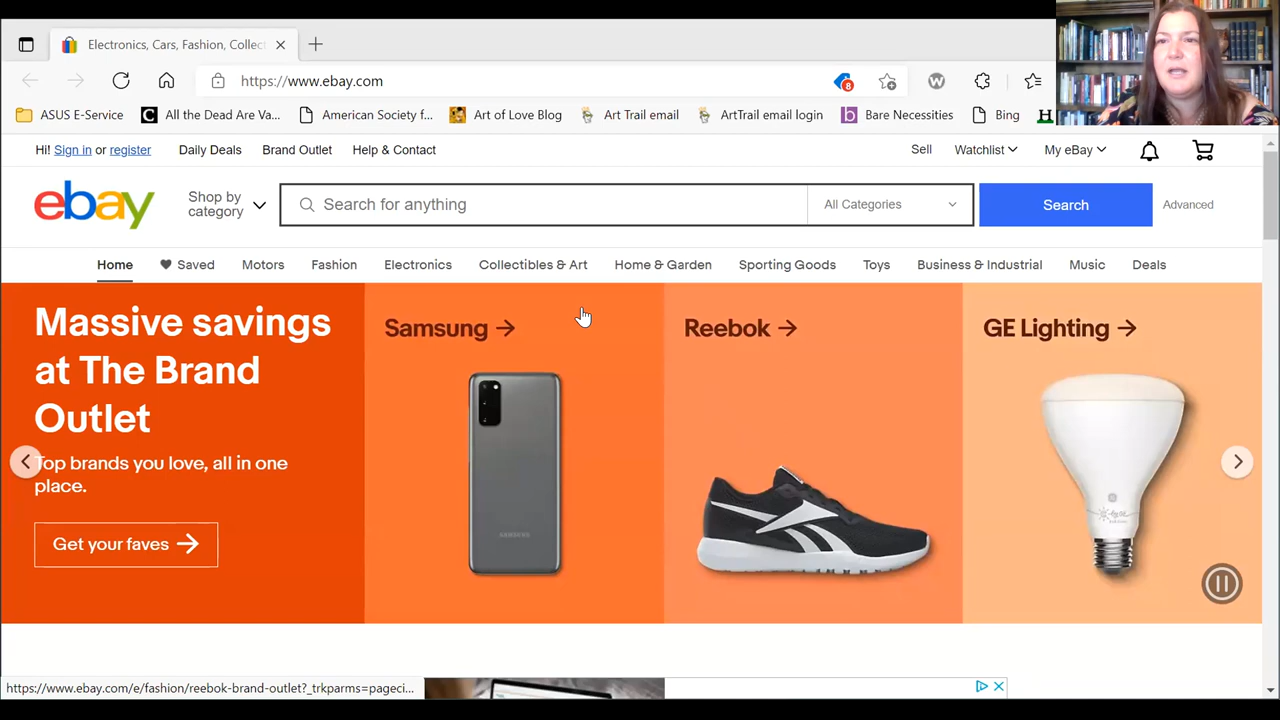 Electronics, Cars, Fashion, Collect
https://www.ebay.com
8
W
ASUS E-Service
C
All the Dead Are Va...
American Society f...
Art of Love Blog
Art Trail email
ArtTrail email login
b
Bare Necessities
Bing
H
Hi! Sign in or register
Daily Deals
Brand Outlet
Help & Contact
Sell
Watchlist
My eBay
ebay
Shop by
category
Search for anything
All Categories
Search
Advanced
Home
Saved
Motors
Fashion
Electronics
Collectibles & Art
Home & Garden
Sporting Goods
Toys
Business & Industrial
Music
Deals
Massive savings
at The Brand
Outlet
Top brands you love, all in one
place.
Get your faves
Samsung
SAMSUNG
Reebok
GE Lighting
https://www.ebay.com/e/fashion/reebok-brand-outlet?_trkparms=pageci...